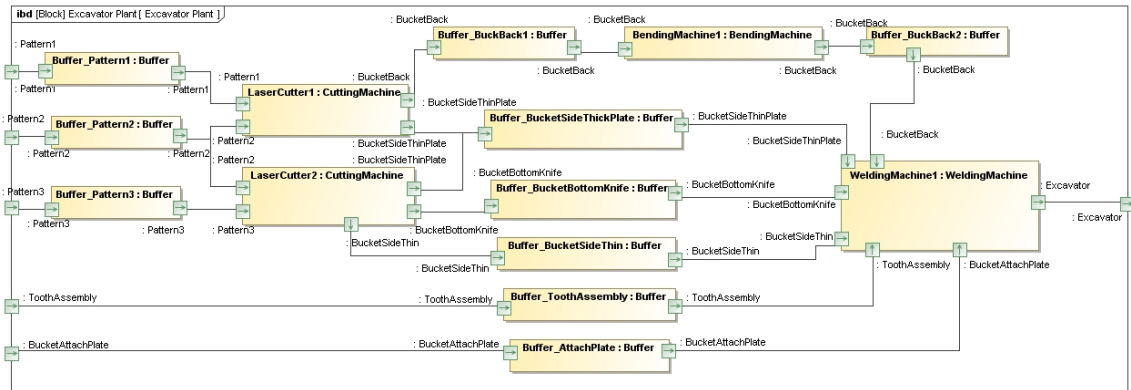 ibd [Block] Excavator Plant[ Excavator Plant ]
: BucketBack
: BucketBack
: BucketBack
Buffer_BuckBack1 : Buffer
BendingMachine1 : BendingMachine
Buffer_BuckBack2 : Buffer
: Pattern1
Buffer_Pattern1 : Buffer
: Pattern1
: BucketBack
: BucketBack
: BucketBack
: BucketBack
: BucketBack
: Pattern1
: Pattern1
LaserCutter1 : CuttingMachine
: BucketSideThinPlate
: Pattern2
Buffer_Pattern2 : Buffer
Buffer_BucketSideThickPlate : Buffer
: BucketSideThinPlate
: BucketBack
: Pattern2
: BucketSideThinPlate
: BucketSideThinPlate
: Pattern2
: Pattern2
: Pattern2
: BucketSideThinPlate
LaserCutter2 : CuttingMachine
: BucketBottomKnife
WeldingMachine1 : WeldingMachine
: Pattern3
Buffer_Pattern3 : Buffer
Buffer_BucketBottomKnife : Buffer
: BucketBottomKnife
: Excavator
: BucketBottomKnife
: Pattern3
: Pattern3
: Pattern3
: BucketBottomKnife
: Excavator
: BucketSideThin
Buffer_BucketSideThin : Buffer
: BucketSideThin
: BucketSideThin
: BucketSideThin
: ToothAssembly
: BucketAttachPlate
: ToothAssembly
: ToothAssembly
Buffer_ToothAssembly : Buffer
: ToothAssembly
: BucketAttachPlate
: BucketAttachPlate
Buffer_AttachPlate : Buffer
: BucketAttachPlate